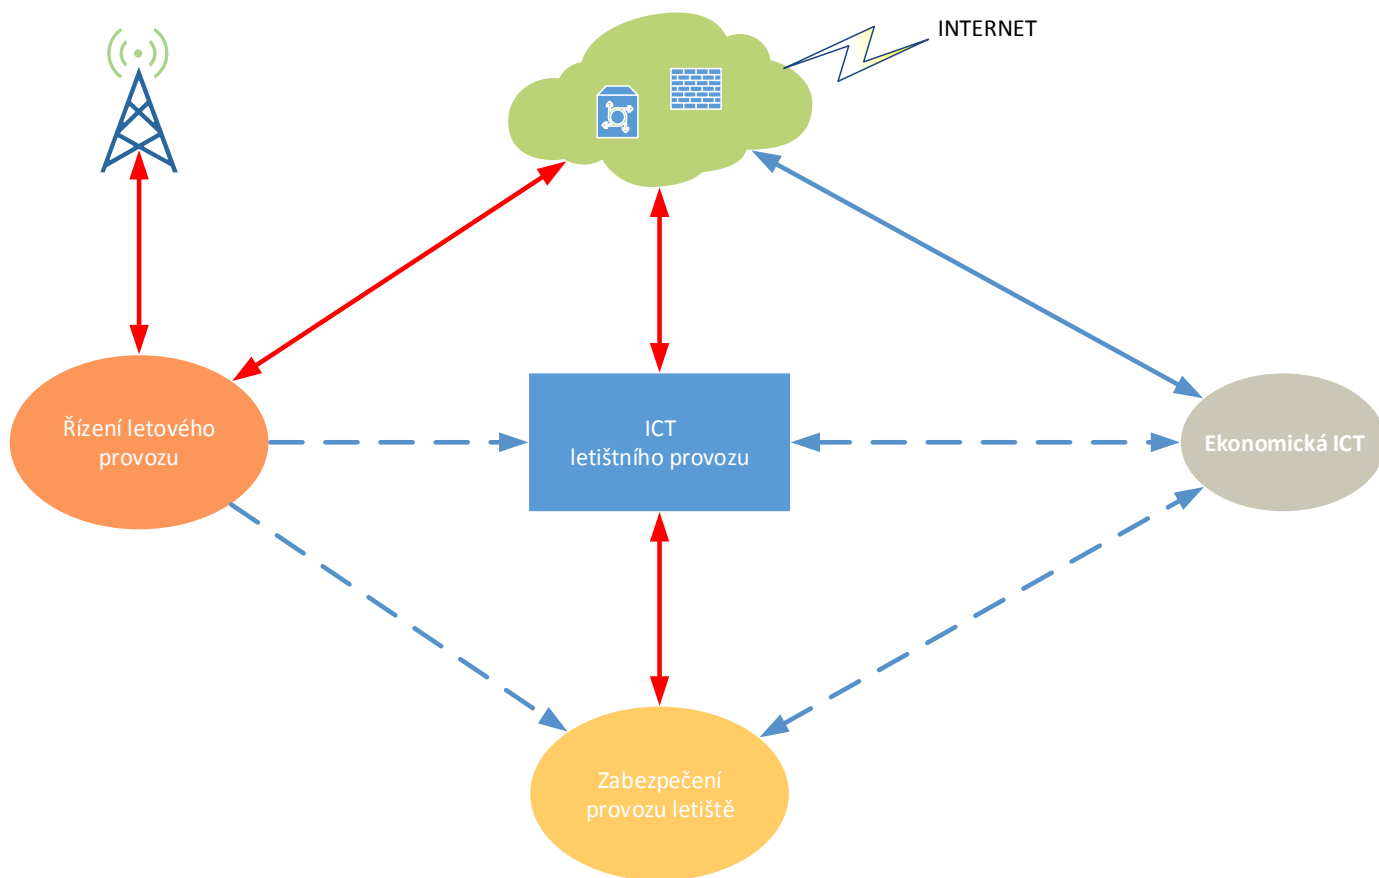 INTERNET
Řízení letového
provozu
ICT
letištního provozu
Ekonomická ICT
Zabezpečení
provozu letiště